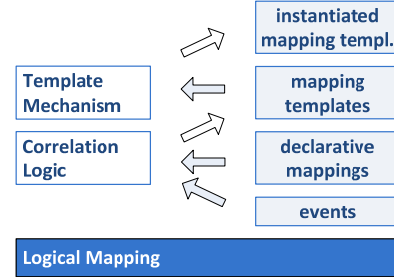 instantiated
mapping templ.
Template
Mechanism
mapping
templates
Correlation
Logic
declarative
mappings
events
Logical Mapping